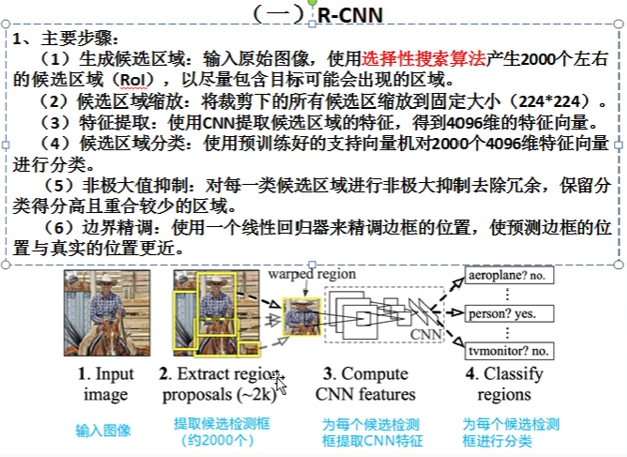 （一）R-CNN
1、主要步骤：
（1）生成候选区域：输入原始图像，使用选择性搜索算法产生2000个左右
的候选区域（RoI），以尽量包含目标可能会出现的区域。
（2）候选区域缩放：将裁剪下的所有候选区缩放到固定大小（224*224）。
（3）特征提取：使用CNN提取候选区域的特征，得到4096维的特征向量。
（4）候选区域分类：使用预训练好的支持向量机对2000个4096维特征向量
进行分类。
（5）非极大值抑制：对每一类候选区域进行非极大抑制去除冗余，保留分
类得分高且重合较少的区域。
（6）边界精调：使用一个线性回归器来精调边框的位置，使预测边框的位
置与真实的位置更近。
warped region
aeroplane? no.
person? yes.
CNN
tvmonitor? no.
1. Input
image
2. Extract region
proposals (~2k)
3. Compute
CNN features
4. Classify
regions
输入图像
提取候选检测框
（约2000个）
为每个候选检测
框提取CNN特征
为每个候选检测
框进行分类